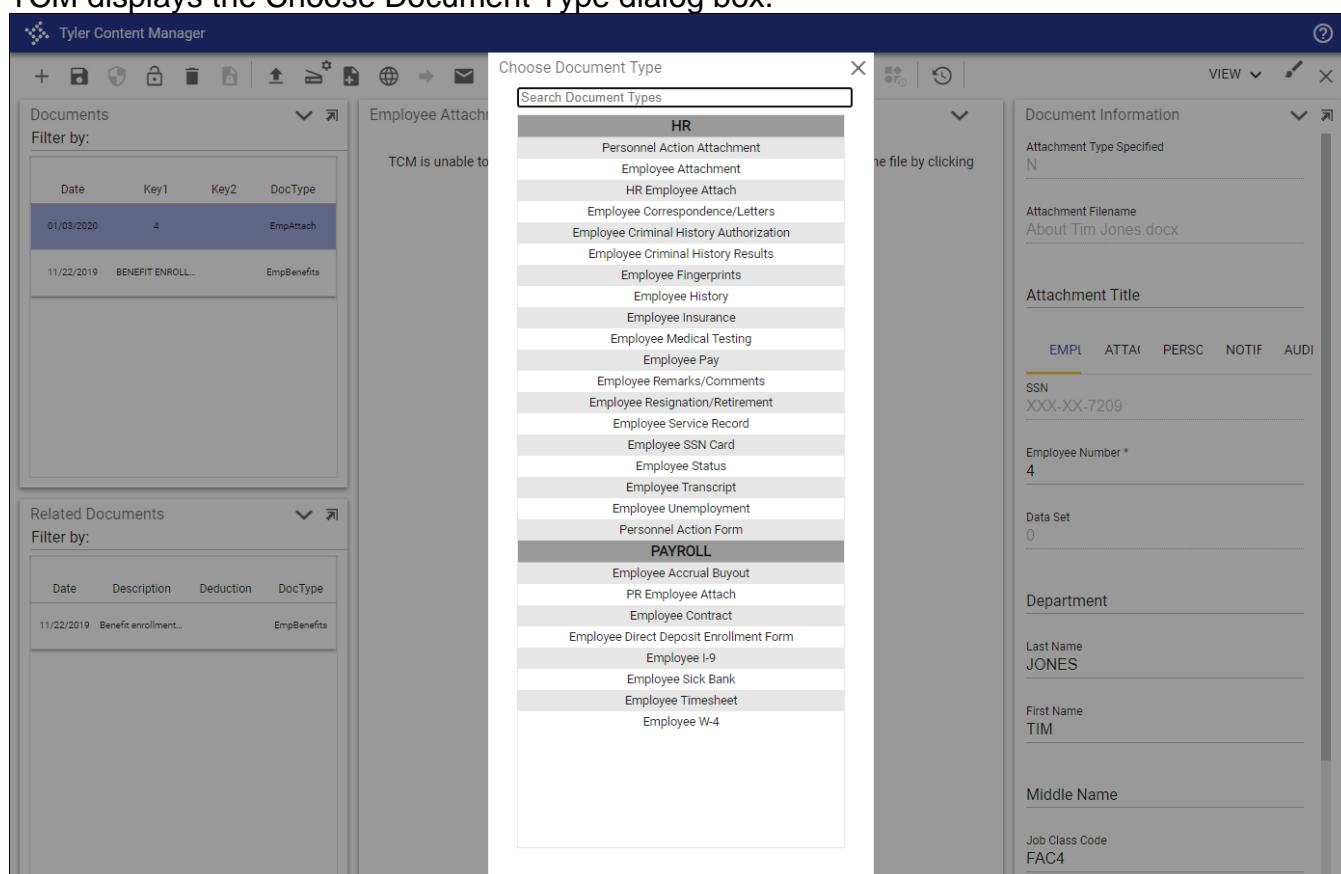 TCM displays the Choose Document Type dialog box.
Tyler Content Manager
VIEW
Documents
Filter by:
Date Key1 Key2 DocType
01/03/2020 4 EmpAttach
11/22/2019 BENEFIT ENROLL... EmpBenefits
Related Documents
Filter by:
Date Description Deduction DocType
11/22/2019 Benefit enrollment... EmpBenefits
Employee Attach
TCM is unable to
e file by clicking
Choose Document Type
Search Document Types
HR
Personnel Action Attachment
Employee Attachment
HR Employee Attach
Employee Correspondence/Letters
Employee Criminal History Authorization
Employee Criminal History Results
Employee Fingerprints
Employee History
Employee Insurance
Employee Medical Testing
Employee Pay
Employee Remarks/Comments
Employee Resignation/Retirement
Employee Service Record
Employee SSN Card
Employee Status
Employee Transcript
Employee Unemployment
Personnel Action Form
PAYROLL
Employee Accrual Buyout
PR Employee Attach
Employee Contract
Employee Direct Deposit Enrollment Form
Employee I-9
Employee Sick Bank
Employee Timesheet
Employee W-4
Document Information
Attachment Type Specified
N
Attachment Filename
About Tim Jones.docx
Attachment Title
EMPL ATTA( PERSC NOTIF AUDI
SSN
XXX-XX-7209
Employee Number *
4
Data Set
0
Department
Last Name
JONES
First Name
TIM
Middle Name
Job Class Code
FAC4